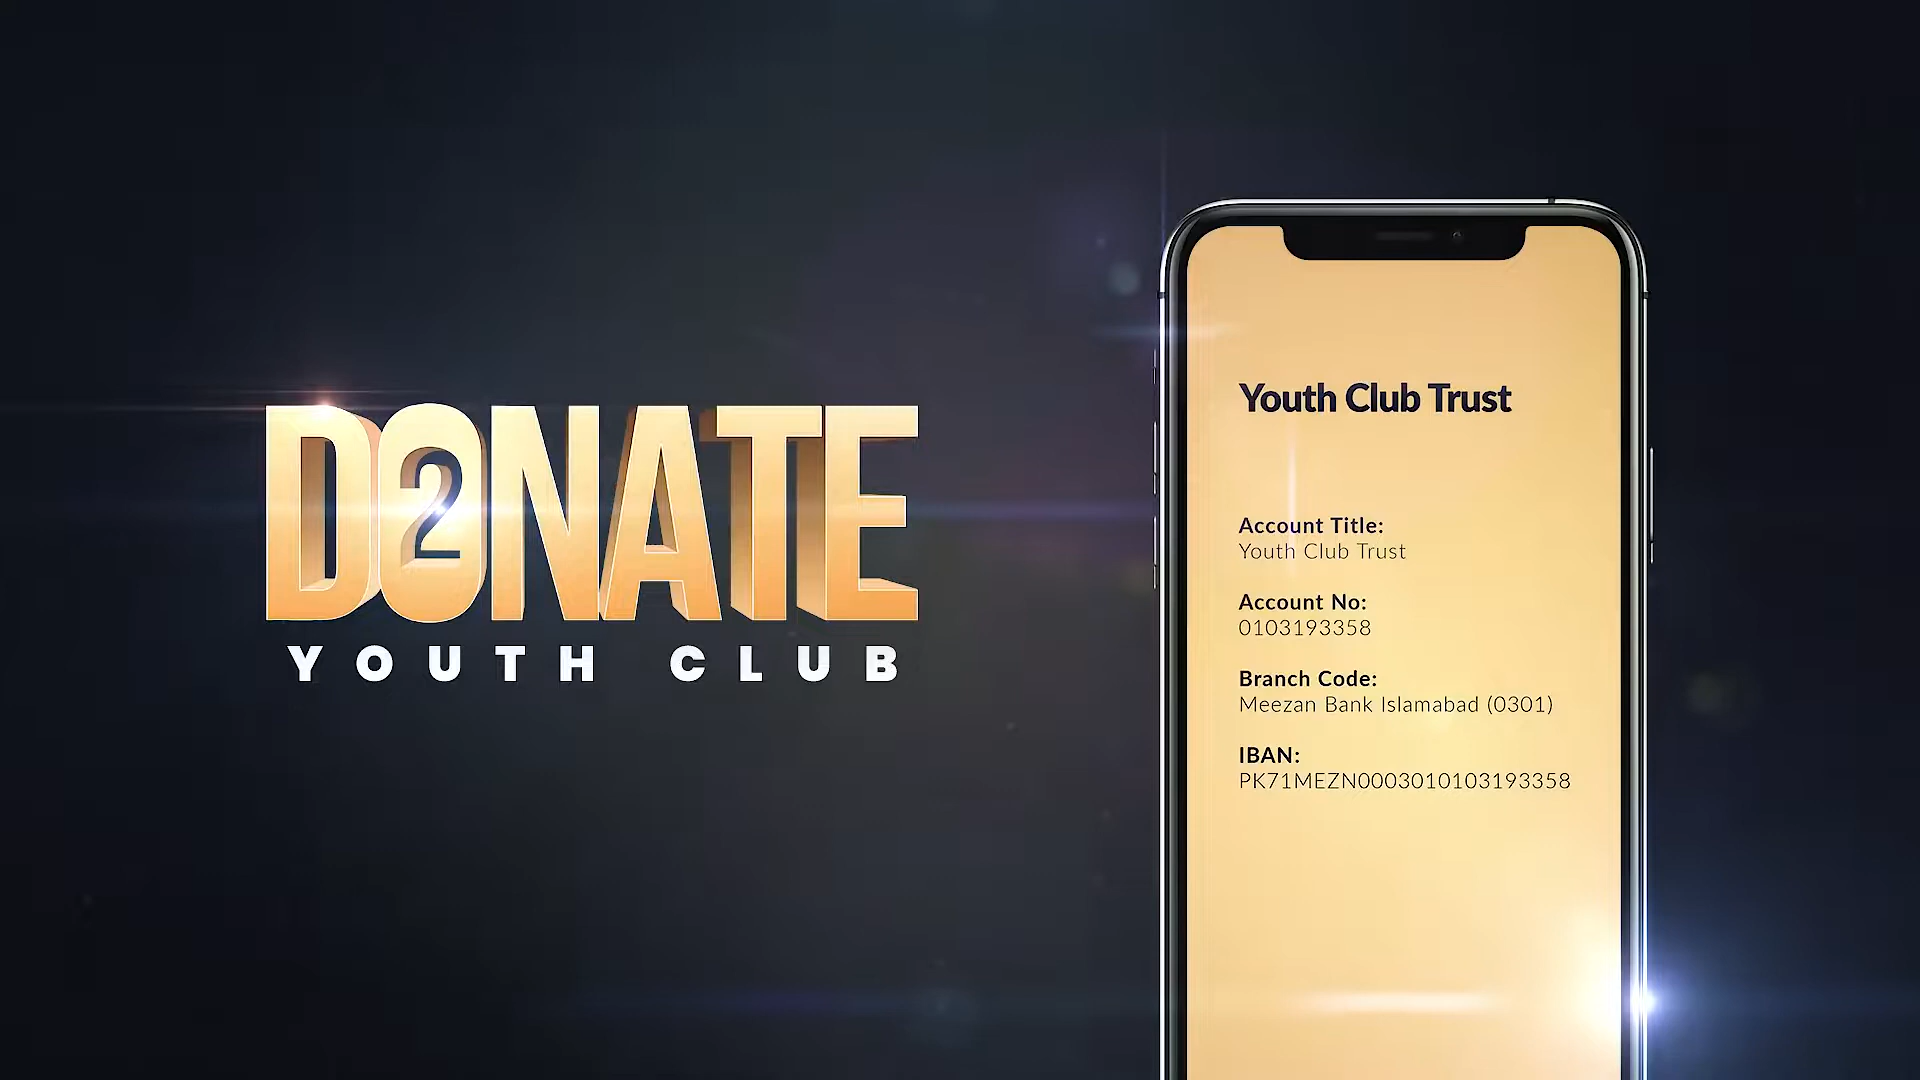 DONATE
2
YOUTH CLUB
Youth Club Trust
Account Title:
Youth Club Trust
Account No:
0103193358
Branch Code:
Meezan Bank Islamabad (0301)
IBAN:
PK71MEZN0003010103193358